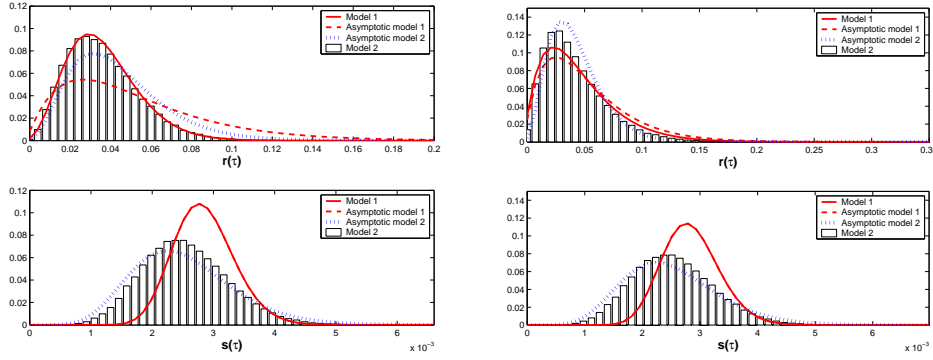 0.12
0.1
0.08
0.06
0.04
0.02
0
0 0.02 0.04 0.06 0.08 0.1 0.12 0.14 0.16 0.18 0.2
r(τ)
Model 1
Asymptotic model 1
Asymptotic model 2
Model 2
0.14
0.12
0.10
0.08
0.06
0.04
0.02
0
0 0.05 0.1 0.15 0.2 0.25 0.3
r(τ)
Model 1
Asymptotic model 1
Asymptotic model 2
Model 2
0.12
0.1
0.08
0.06
0.04
0.02
0
0 1 2 3 4 5 6
x 10⁻³
s(τ)
Model 1
Asymptotic model 1
Asymptotic model 2
Model 2
0.14
0.12
0.10
0.08
0.06
0.04
0.02
0
0 1 2 3 4 5 6
x 10⁻³
s(τ)
Model 1
Asymptotic model 1
Asymptotic model 2
Model 2